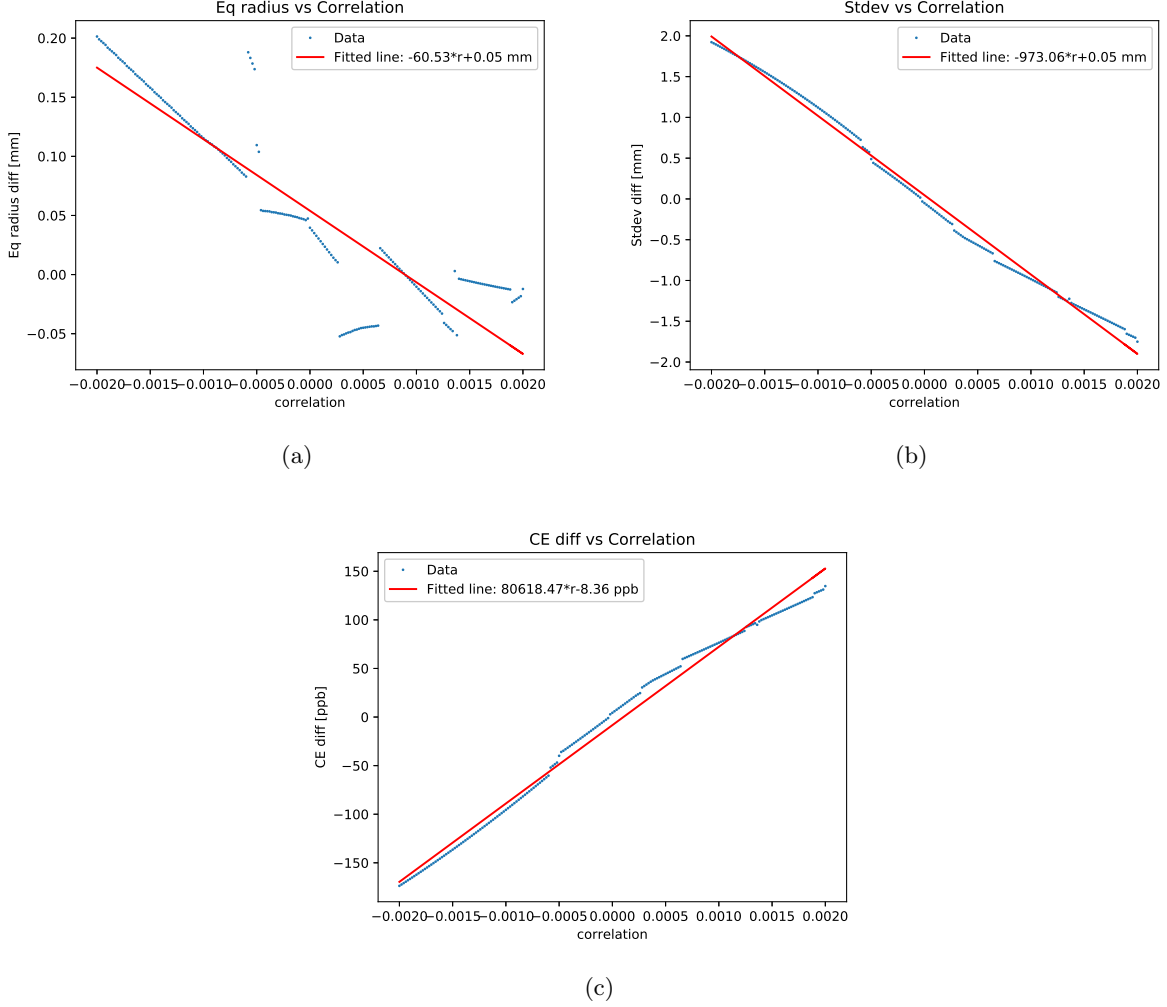 Eq radius vs Correlation
Data
Fitted line: -60.53*r+0.05 mm
Eq radius diff [mm]
0.20
0.15
0.10
0.05
0.00
−0.05
−0.0020 −0.0015 −0.0010 −0.0005 0.0000 0.0005 0.0010 0.0015 0.0020
correlation
(a)
Stdev vs Correlation
Data
Fitted line: -973.06*r+0.05 mm
Stdev diff [mm]
2.0
1.5
1.0
0.5
0.0
−0.5
−1.0
−1.5
−2.0
−0.0020 −0.0015 −0.0010 −0.0005 0.0000 0.0005 0.0010 0.0015 0.0020
correlation
(b)
CE diff vs Correlation
Data
Fitted line: 80618.47*r-8.36 ppb
CE diff [ppb]
150
100
50
0
−50
−100
−150
−0.0020 −0.0015 −0.0010 −0.0005 0.0000 0.0005 0.0010 0.0015 0.0020
correlation
(c)